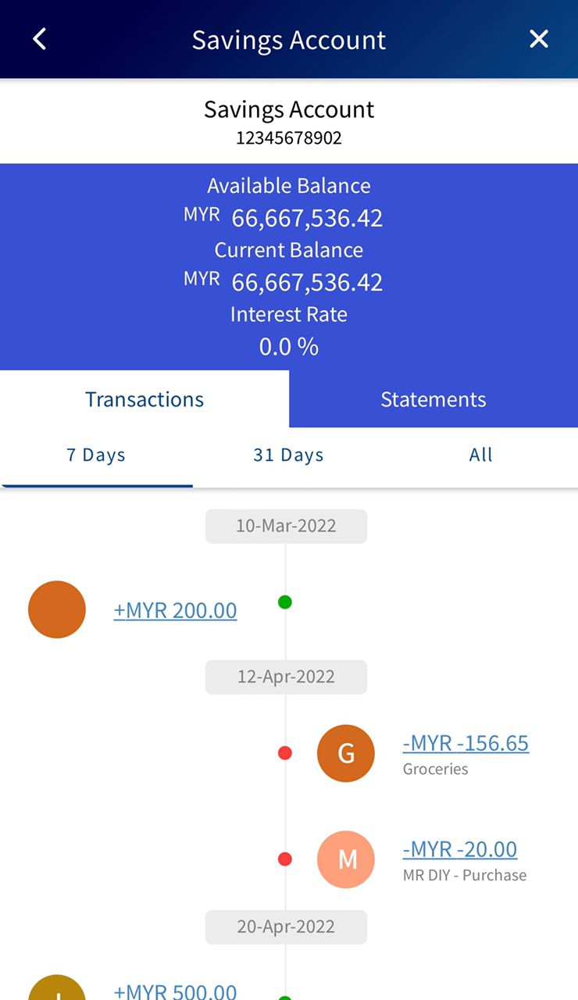 Savings Account
Savings Account
12345678902
Available Balance
MYR 66,667,536.42
Current Balance
MYR 66,667,536.42
Interest Rate
0.0 %
Transactions Statements
7 Days 31 Days All
10-Mar-2022
+MYR 200.00
12-Apr-2022
G -MYR -156.65
Groceries
M -MYR -20.00
MR DIY - Purchase
20-Apr-2022
+MYR 500.00